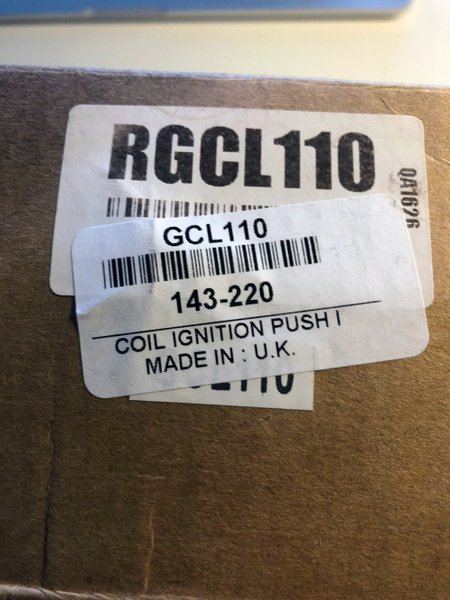 RGCL110
QA1626
GCL110
143-220
COIL IGNITION PUSH I
MADE IN : U.K.